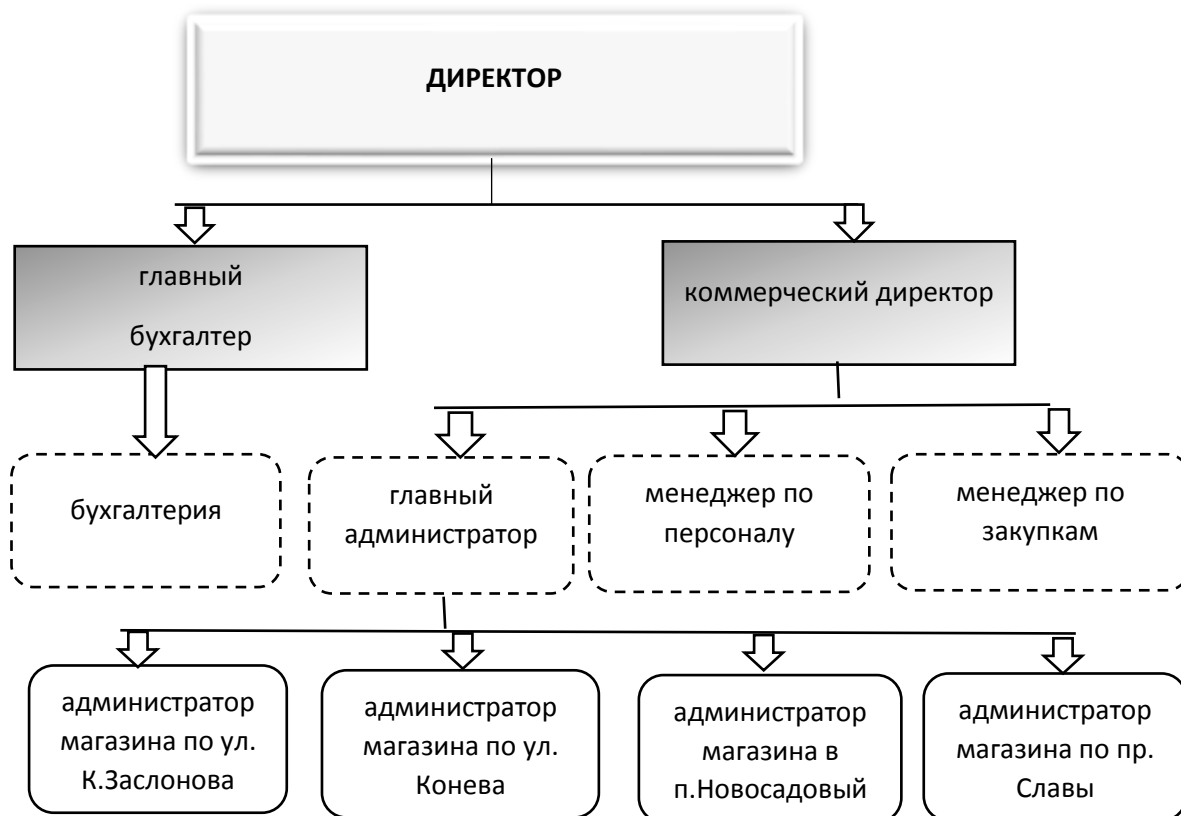 ДИРЕКТОР
главный
бухгалтер
коммерческий директор
бухгалтерия
главный
администратор
менеджер по
персоналу
менеджер по
закупкам
администратор
магазина по ул.
К.Заслонова
администратор
магазина по ул.
Конева
администратор
магазина в
п.Новосадовый
администратор
магазина по пр.
Славы